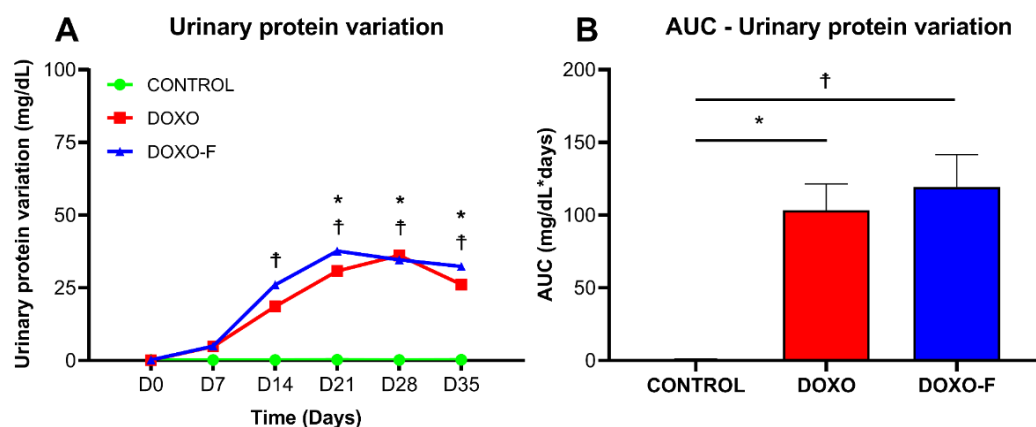 A
Urinary protein variation
Urinary protein variation (mg/dL)
100
75
50
25
0
CONTROL
DOXO
DOXO-F
☨
*
☨
*
☨
*
☨
D0 D7 D14 D21 D28 D35
Time (Days)
B
AUC - Urinary protein variation
AUC (mg/dL*days)
200
150
100
50
0
☨
*
CONTROL DOXO DOXO-F